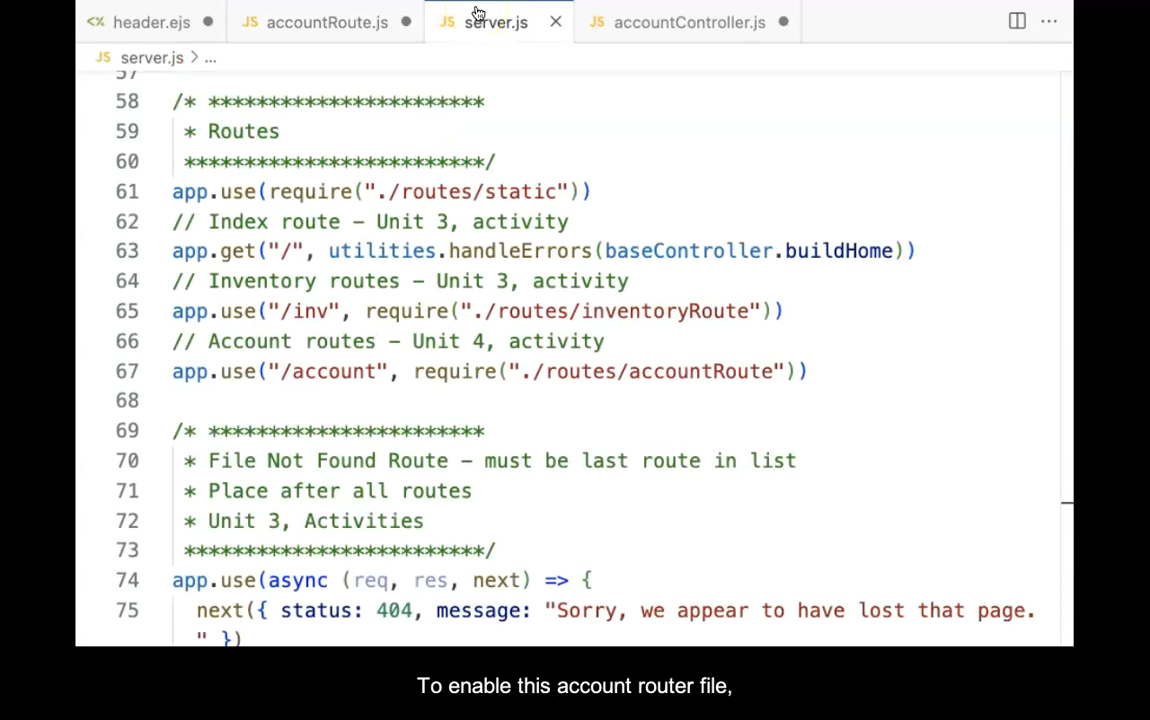 <% header.ejs ●
JS accountRoute.js ●
JS server.js ×
JS accountController.js ●
JS server.js > ...
57
58 /* ***********************
59 * Routes
60 *************************/
61 app.use(require("./routes/static"))
62 // Index route – Unit 3, activity
63 app.get("/", utilities.handleErrors(baseController.buildHome))
64 // Inventory routes – Unit 3, activity
65 app.use("/inv", require("./routes/inventoryRoute"))
66 // Account routes – Unit 4, activity
67 app.use("/account", require("./routes/accountRoute"))
68
69 /* ***********************
70 * File Not Found Route – must be last route in list
71 * Place after all routes
72 * Unit 3, Activities
73 *************************/
74 app.use(async (req, res, next) => {
75 next({ status: 404, message: "Sorry, we appear to have lost that page.
" })
To enable this account router file,